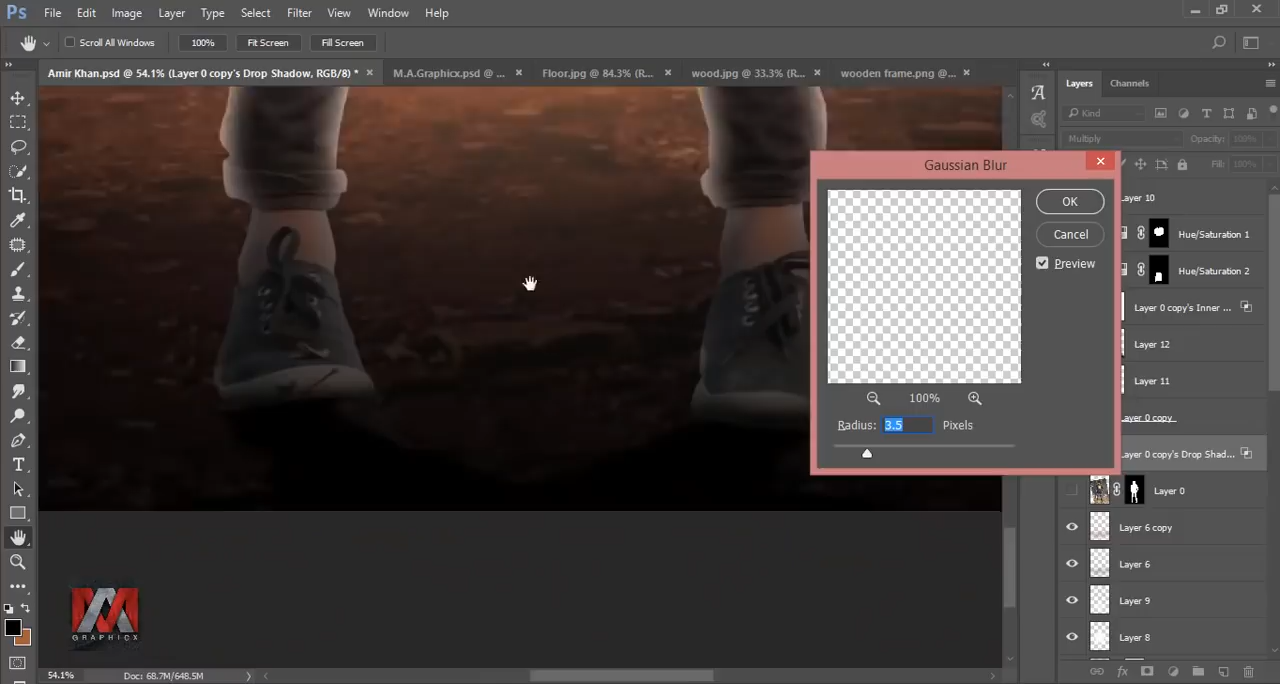 Ps File Edit Image Layer Type Select Filter View Window Help
Scroll All Windows 100% Fit Screen Fill Screen
Amir Khan.psd @ 54.1% (Layer 0 copy's Drop Shadow, RGB/8) * × M.A.Graphicx.psd @ ... × Floor.jpg @ 84.3% (R... × wood.jpg @ 33.3% (R... × wooden frame.png @... ×
Layers Channels
Kind
Multiply Opacity: 100%
Fill: 100%
Gaussian Blur
OK
Cancel
Preview
100%
Radius: 3.5 Pixels
ayer 10
Hue/Saturation 1
Hue/Saturation 2
Layer 0 copy's Inner ...
Layer 12
Layer 11
ayer 0 copy
ayer 0 copy's Drop Shad...
Layer 0
Layer 6 copy
Layer 6
Layer 9
Layer 8
GRAPHICX
54.1% Doc: 68.7M/648.5M